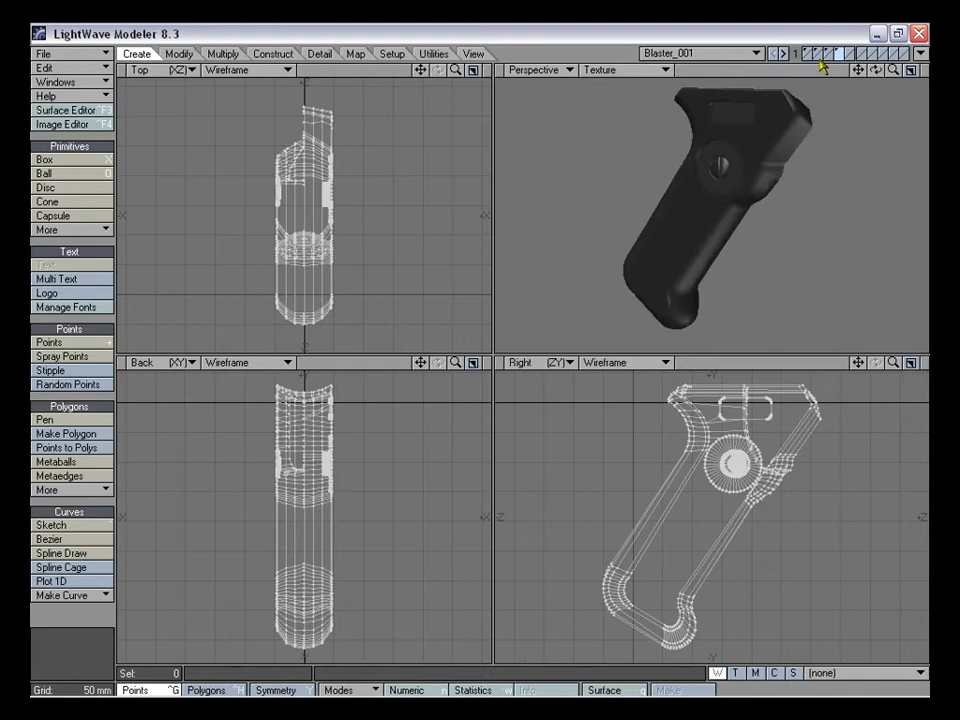 LightWave Modeler 8.3
File
Create Modify Multiply Construct Detail Map Setup Utilities View
Blaster_001
1
Edit
Windows
Help
Surface Editor F3
Image Editor ^F4
Top (XZ) Wireframe
Perspective Texture
Primitives
Box X
Ball O
Disc
Cone
Capsule
More
Text
Text
Multi Text
Logo
Manage Fonts
Points
Points +
Spray Points
Stipple
Random Points
Back (XY) Wireframe
Right (ZY) Wireframe
Polygons
Pen
Make Polygon
Points to Polys
Metaballs
Metaedges
More
Curves
Sketch
Bezier
Spline Draw
Spline Cage
Plot 1D
Make Curve
Sel: 0
W T M C S (none)
Grid: 50 mm
Points ^G Polygons ^H Symmetry Y Modes Numeric n Statistics w Info i Surface q Make